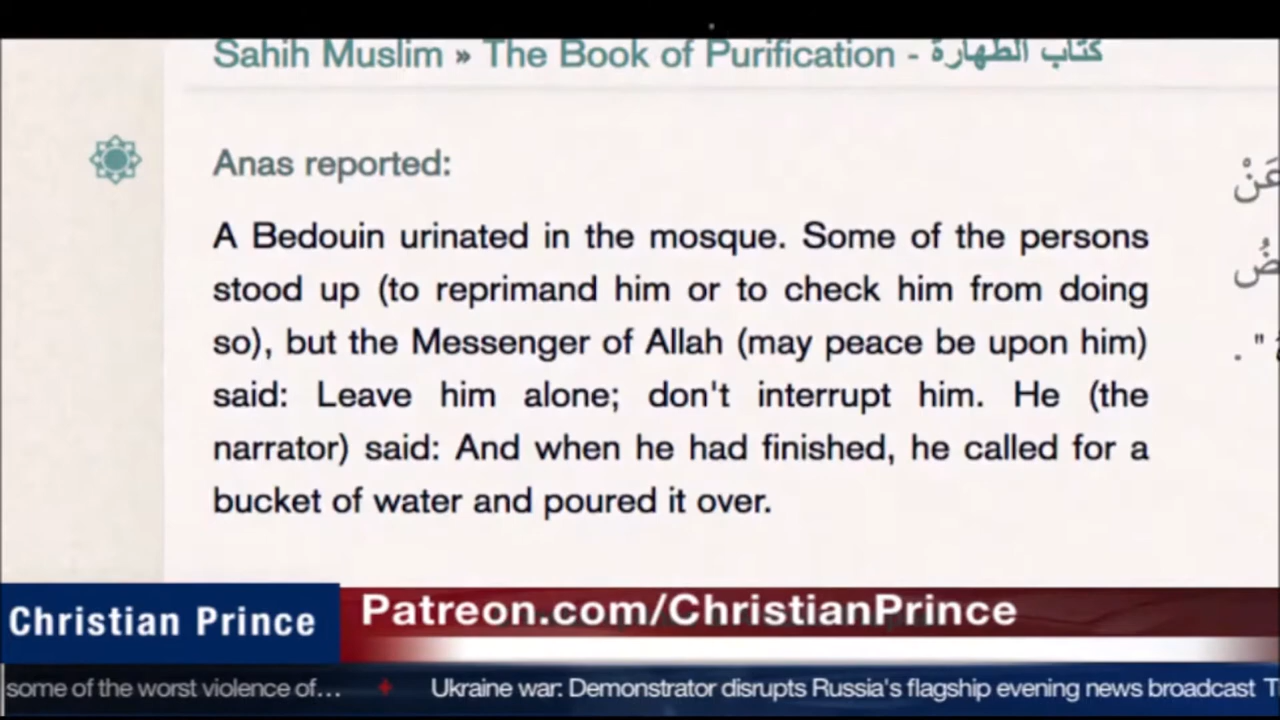 Sahih Muslim » The Book of Purification - كتاب الطهارة
Anas reported:
A Bedouin urinated in the mosque. Some of the persons
stood up (to reprimand him or to check him from doing
so), but the Messenger of Allah (may peace be upon him)
said: Leave him alone; don't interrupt him. He (the
narrator) said: And when he had finished, he called for a
bucket of water and poured it over.
عَنْ
Christian Prince
Patreon.com/ChristianPrince
some of the worst violence of... Ukraine war: Demonstrator disrupts Russia's flagship evening news broadcast T